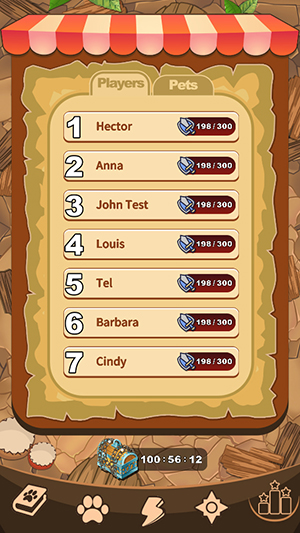 Players Pets
1 Hector 198/300
2 Anna 198/300
3 John Test 198/300
4 Louis 198/300
5 Tel 198/300
6 Barbara 198/300
7 Cindy 198/300
100:56:12